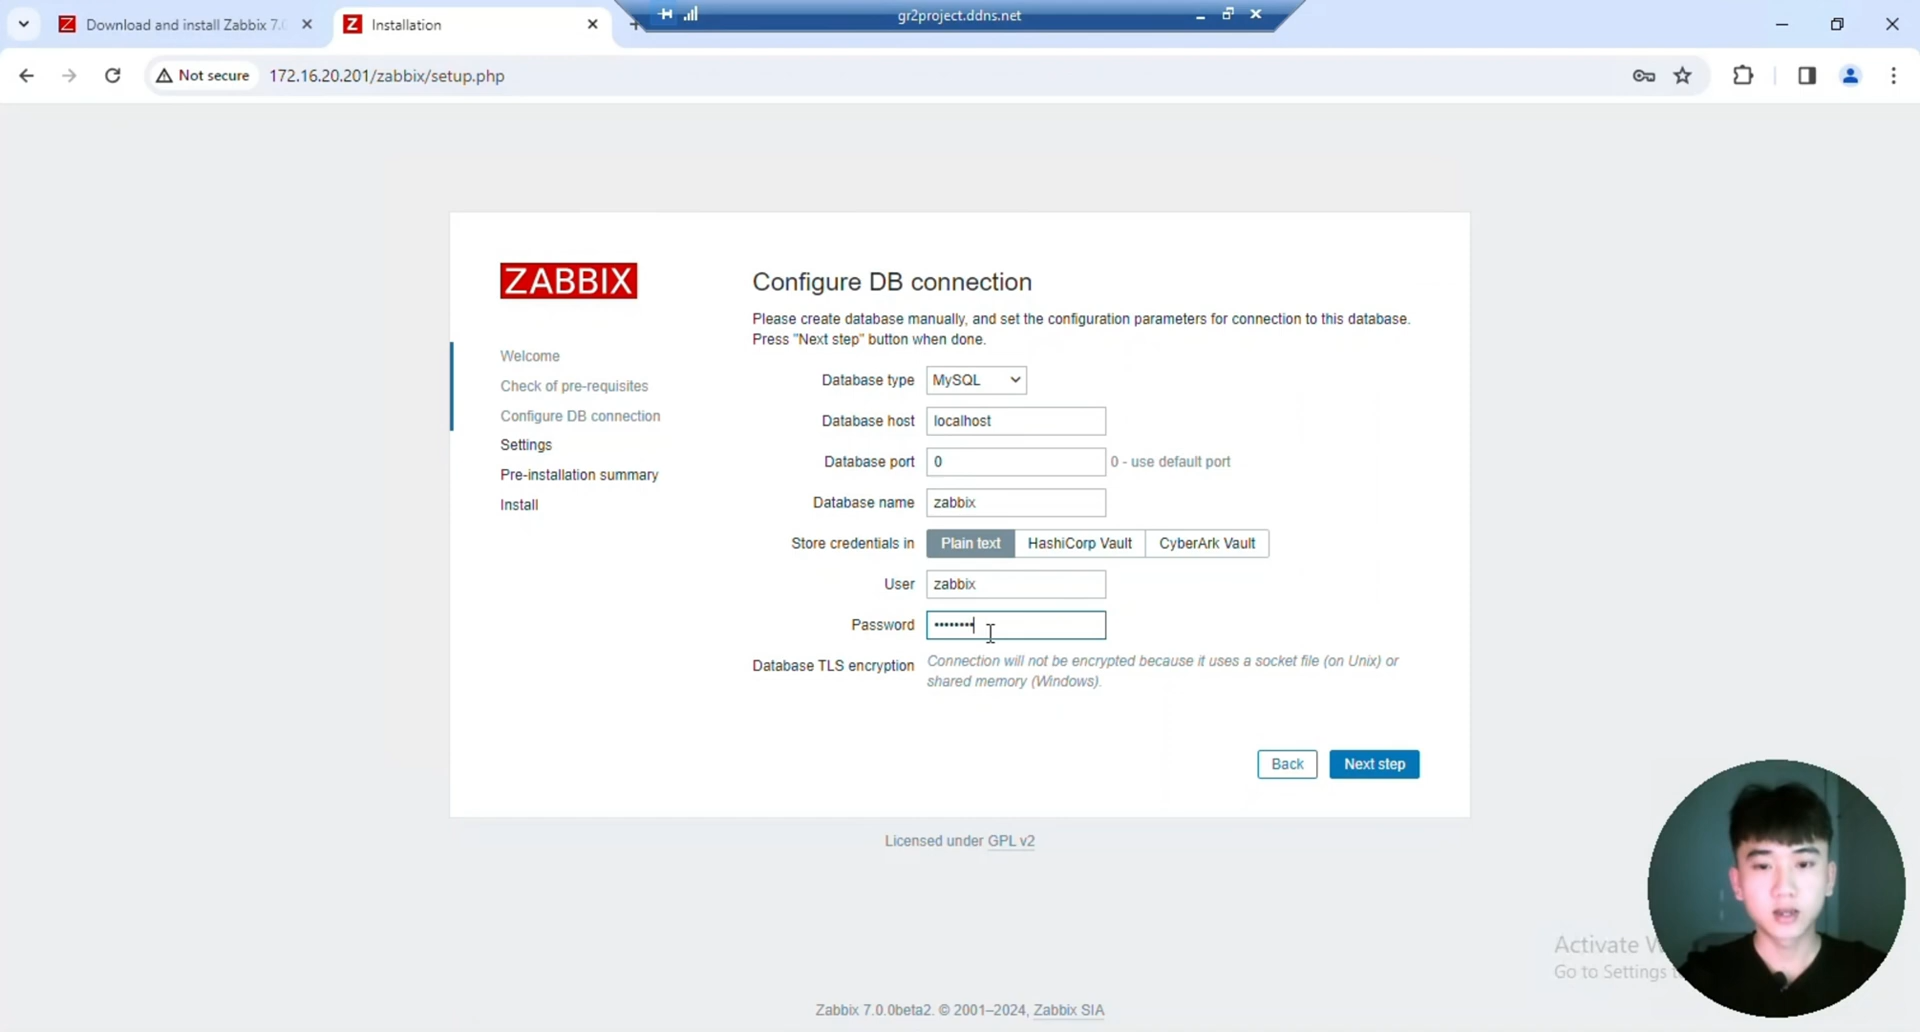 Download and install Zabbix 7.0
Installation
gr2project.ddns.net
Not secure
172.16.20.201/zabbix/setup.php
ZABBIX
Welcome
Check of pre-requisites
Configure DB connection
Settings
Pre-installation summary
Install
Configure DB connection
Please create database manually, and set the configuration parameters for connection to this database.
Press "Next step" button when done.
Database type MySQL
Database host localhost
Database port 0 0 - use default port
Database name zabbix
Store credentials in Plain text HashiCorp Vault CyberArk Vault
User zabbix
Password ••••••••
Database TLS encryption Connection will not be encrypted because it uses a socket file (on Unix) or
shared memory (Windows).
Back Next step
Licensed under GPL v2
Activate
Go to Settings
Zabbix 7.0.0beta2. © 2001–2024, Zabbix SIA